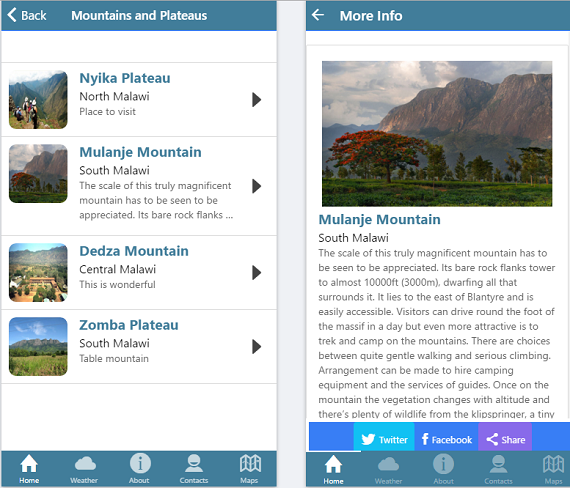 Back
Mountains and Plateaus
Nyika Plateau
North Malawi
Place to visit
Mulanje Mountain
South Malawi
The scale of this truly magnificent
mountain has to be seen to be
appreciated. Its bare rock flanks ...
Dedza Mountain
Central Malawi
This is wonderful
Zomba Plateau
South Malawi
Table mountain
Home
Weather
About
Contacts
Maps
More Info
Mulanje Mountain
South Malawi
The scale of this truly magnificent mountain has to
be seen to be appreciated. Its bare rock flanks tower
to almost 10000ft (3000m). dwarfing all that
surrounds it. It lies to the east of Blantyre and is
easily accessible. Visitors can drive round the foot of
the massif in a day but even more attractive is to
trek and camp on the mountains. There are choices
between quite gentle walking and serious climbing.
Arrangement can be made to hire camping
equipment and the services of guides. Once on the
mountain the vegetation changes with altitude and
there's plenty of wildlife from the klipspringer, a tiny
Twitter
Facebook
Share
Home
Weather
About
Contacts
Maps